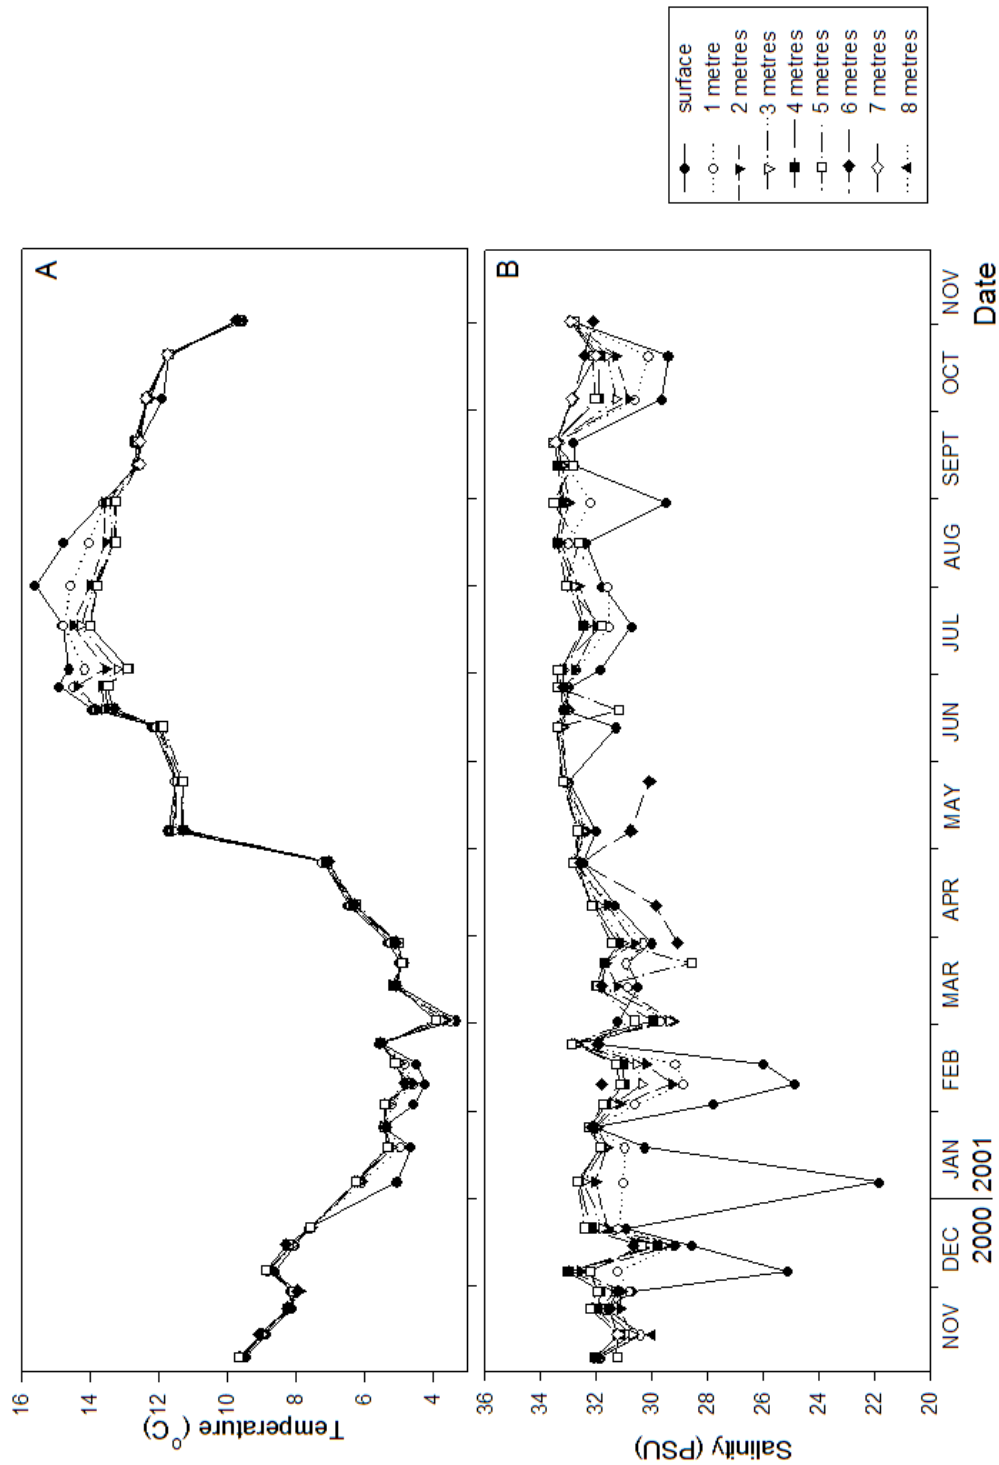 A
16
14
12
10
8
6
4
Temperature (°C)
B
36
34
32
30
28
26
24
22
20
Salinity (PSU)
NOV DEC JAN FEB MAR APR MAY JUN JUL AUG SEPT OCT NOV
2000 2001
Date
surface
1 metre
2 metres
3 metres
4 metres
5 metres
6 metres
7 metres
8 metres